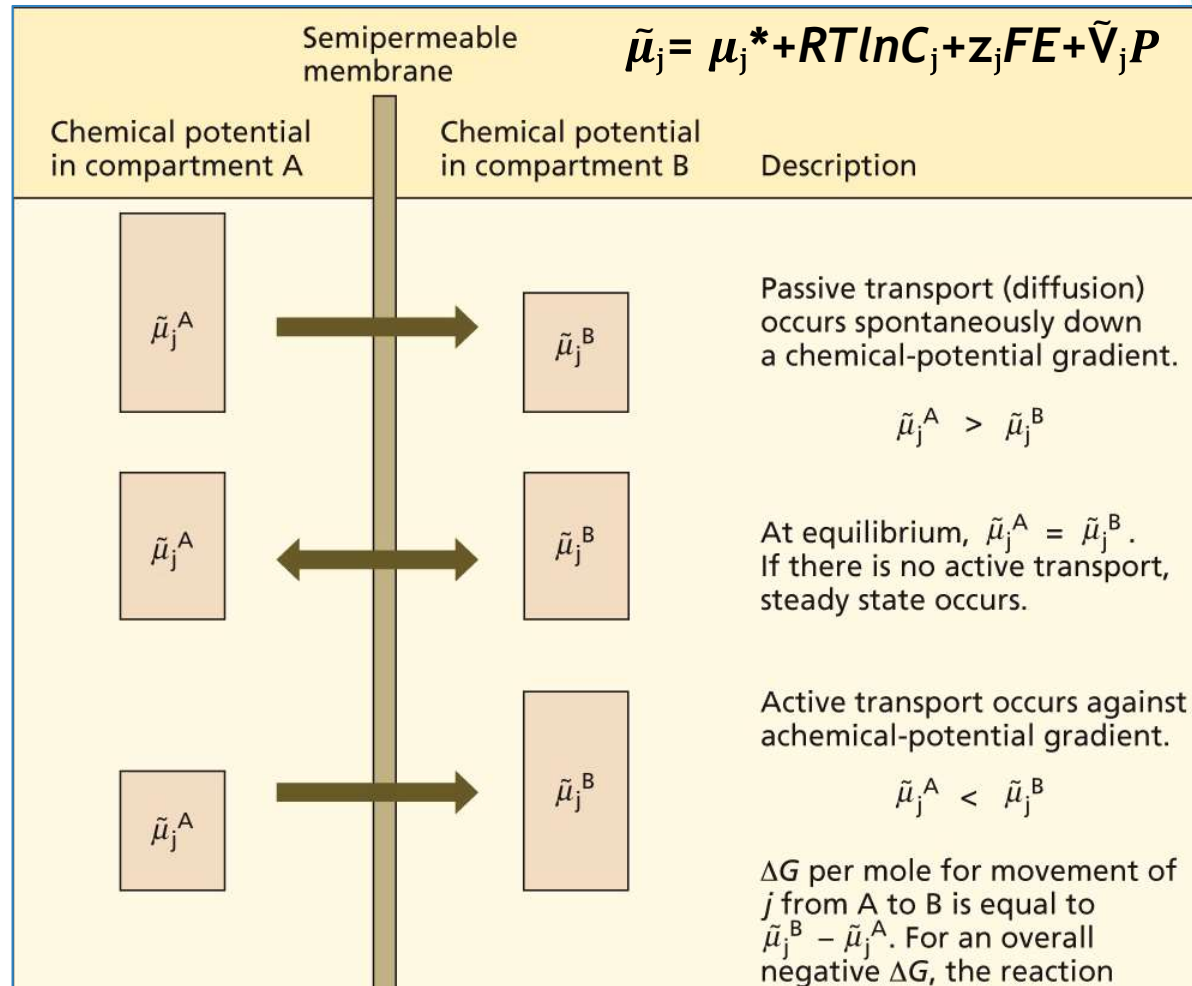 Semipermeable
membrane
μ̃ⱼ= μⱼ*+RTlnCⱼ+zⱼFE+ṼⱼP
Chemical potential
in compartment A
Chemical potential
in compartment B
Description
μ̃ⱼᴬ
μ̃ⱼᴮ
Passive transport (diffusion)
occurs spontaneously down
a chemical-potential gradient.
μ̃ⱼᴬ > μ̃ⱼᴮ
μ̃ⱼᴬ
μ̃ⱼᴮ
At equilibrium, μ̃ⱼᴬ = μ̃ⱼᴮ.
If there is no active transport,
steady state occurs.
μ̃ⱼᴬ
μ̃ⱼᴮ
Active transport occurs against
achemical-potential gradient.
μ̃ⱼᴬ < μ̃ⱼᴮ
ΔG per mole for movement of
j from A to B is equal to
μ̃ⱼᴮ – μ̃ⱼᴬ. For an overall
negative ΔG, the reaction